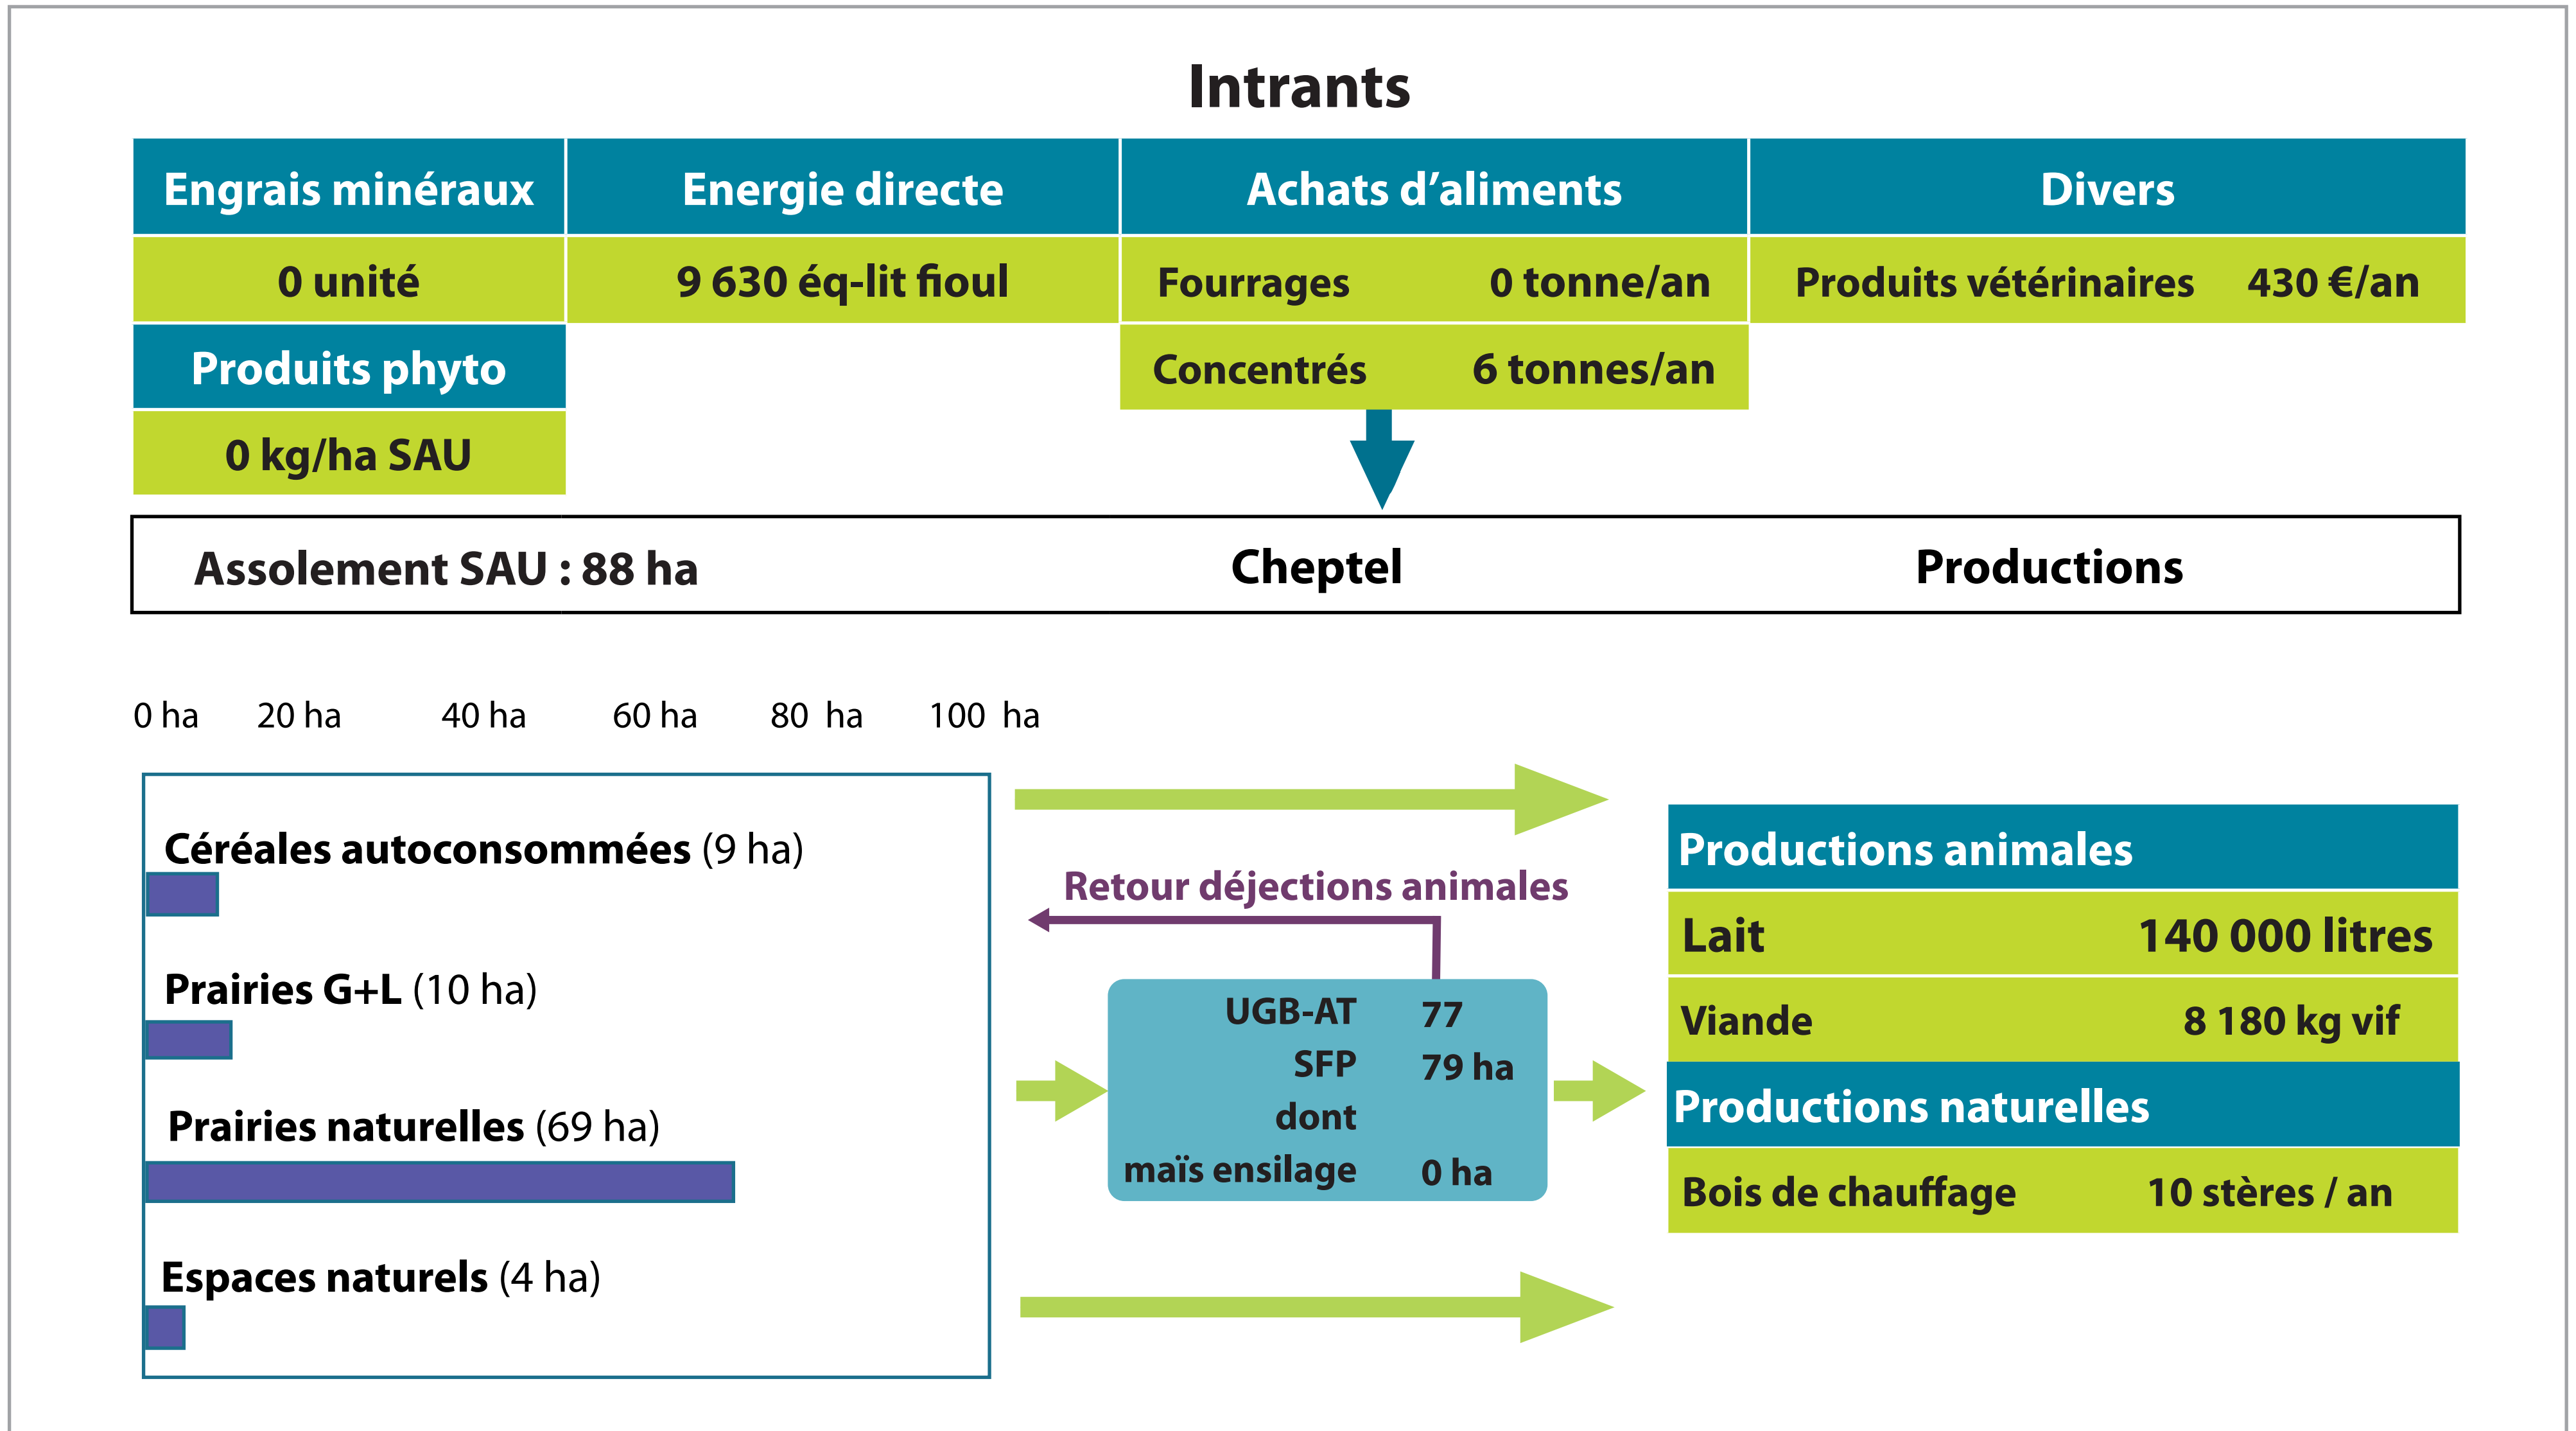 Intrants
Engrais minéraux
Energie directe
Achats d’aliments
Divers
0 unité
9 630 éq-lit fioul
Fourrages 0 tonne/an
Produits vétérinaires 430 €/an
Produits phyto
Concentrés 6 tonnes/an
0 kg/ha SAU
Assolement SAU : 88 ha
Cheptel
Productions
0 ha 20 ha 40 ha 60 ha 80 ha 100 ha
Céréales autoconsommées (9 ha)
Prairies G+L (10 ha)
Prairies naturelles (69 ha)
Espaces naturels (4 ha)
Retour déjections animales
UGB-AT 77
SFP 79 ha
dont
maïs ensilage 0 ha
Productions animales
Lait 140 000 litres
Viande 8 180 kg vif
Productions naturelles
Bois de chauffage 10 stères / an